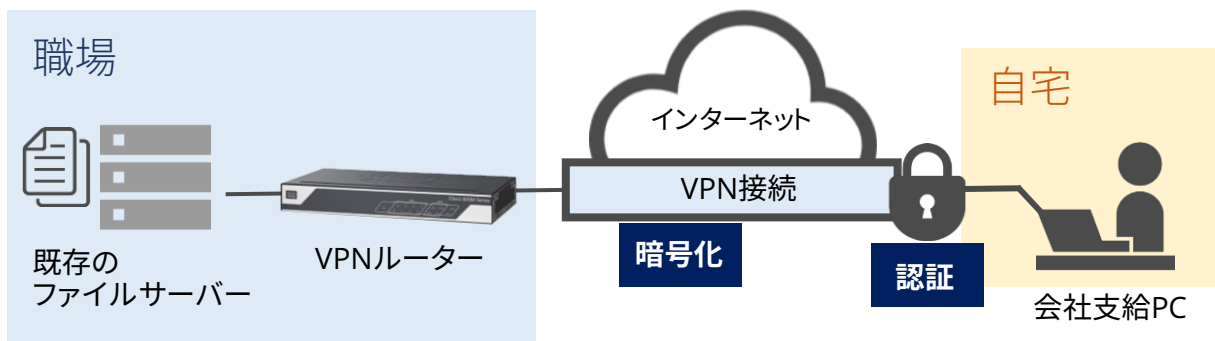 職場
自宅
インターネット
VPN接続
暗号化
認証
既存の
ファイルサーバー
VPNルーター
会社支給PC